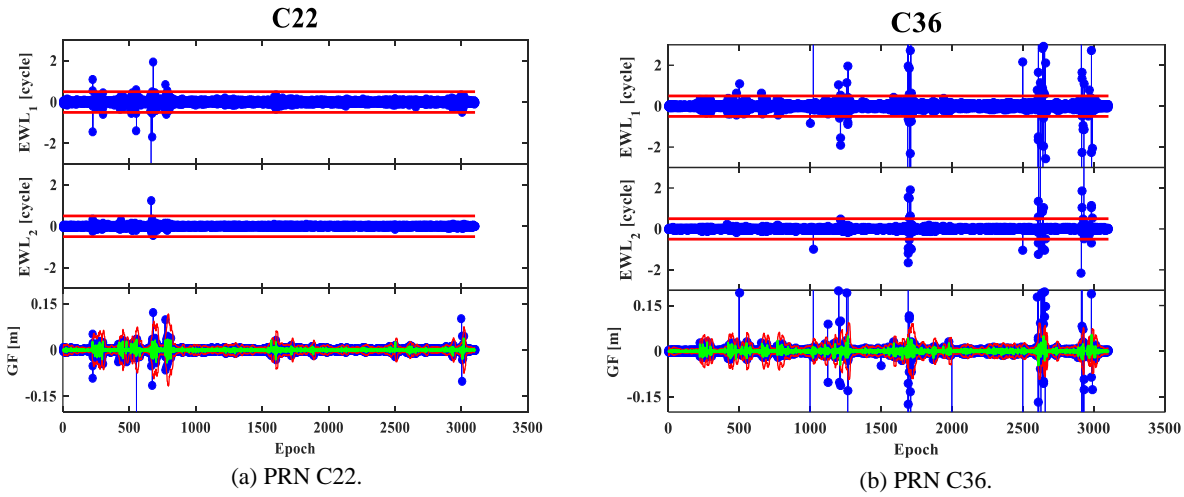 C22
EWL1 [cycle]
2
0
-2
EWL2 [cycle]
2
0
-2
GF [m]
0.15
0
-0.15
0 500 1000 1500 2000 2500 3000 3500
Epoch
(a) PRN C22.
C36
EWL1 [cycle]
2
0
-2
EWL2 [cycle]
2
0
-2
GF [m]
0.15
0
-0.15
0 500 1000 1500 2000 2500 3000 3500
Epoch
(b) PRN C36.